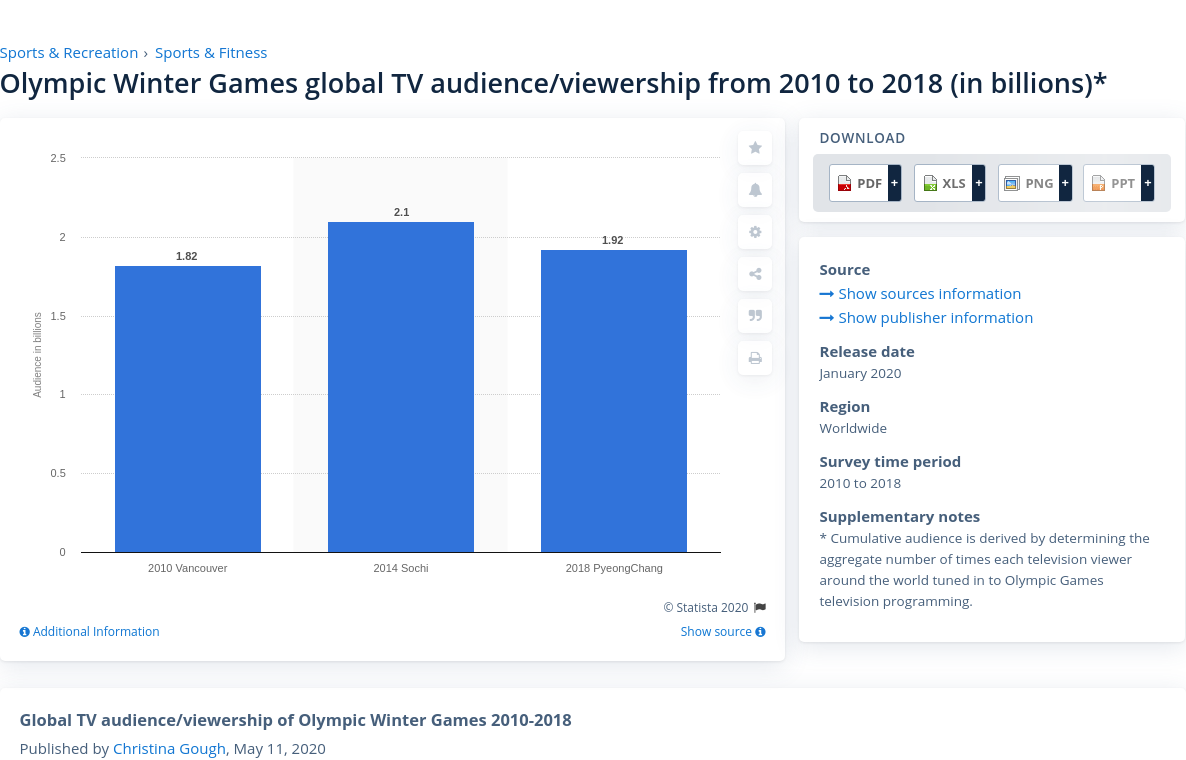 Sports & Recreation › Sports & Fitness
Olympic Winter Games global TV audience/viewership from 2010 to 2018 (in billions)*
2.5
2
1.5
1
0.5
0
Audience in billions
1.82
2.1
1.92
2010 Vancouver
2014 Sochi
2018 PyeongChang
© Statista 2020
Additional Information
Show source
DOWNLOAD
PDF +
XLS +
PNG +
PPT +
Source
Show sources information
Show publisher information
Release date
January 2020
Region
Worldwide
Survey time period
2010 to 2018
Supplementary notes
* Cumulative audience is derived by determining the
aggregate number of times each television viewer
around the world tuned in to Olympic Games
television programming.
Global TV audience/viewership of Olympic Winter Games 2010-2018
Published by Christina Gough, May 11, 2020